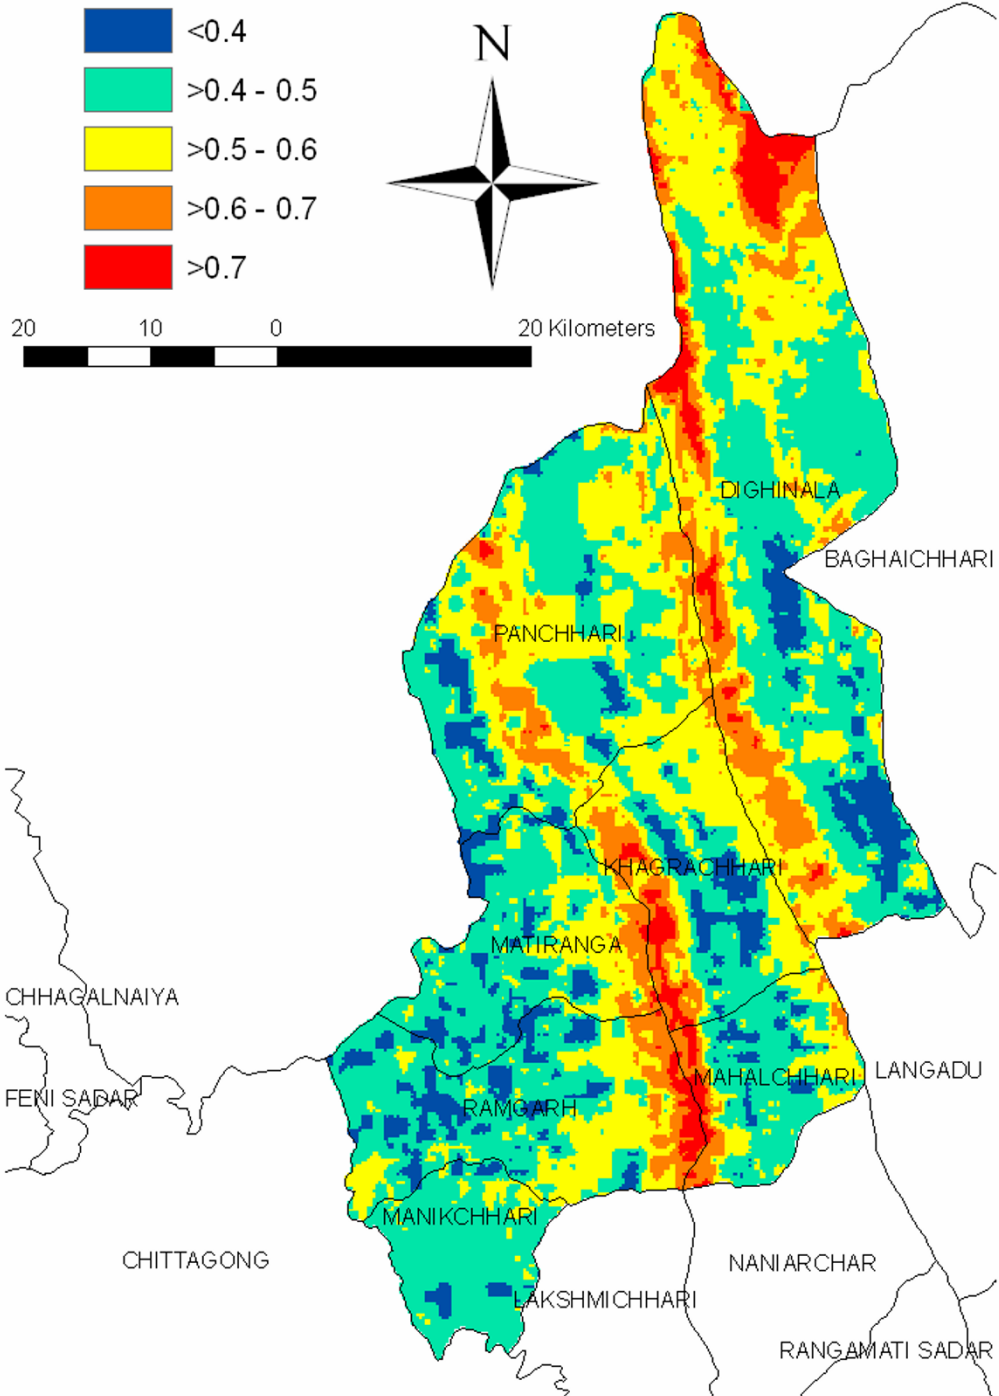 <0.4
>0.4 - 0.5
>0.5 - 0.6
>0.6 - 0.7
>0.7
N
20 10 0 20 Kilometers
DIGHINALA
BAGHAICHHARI
PANCHHARI
KHAGRACHHARI
MATIRANGA
CHHAGALNAIYA
MAHALCHHARI
LANGADU
FENI SADAR
RAMGARH
MANIKCHHARI
CHITTAGONG
NANIARCHAR
LAKSHMICHHARI
RANGAMATI SADAR